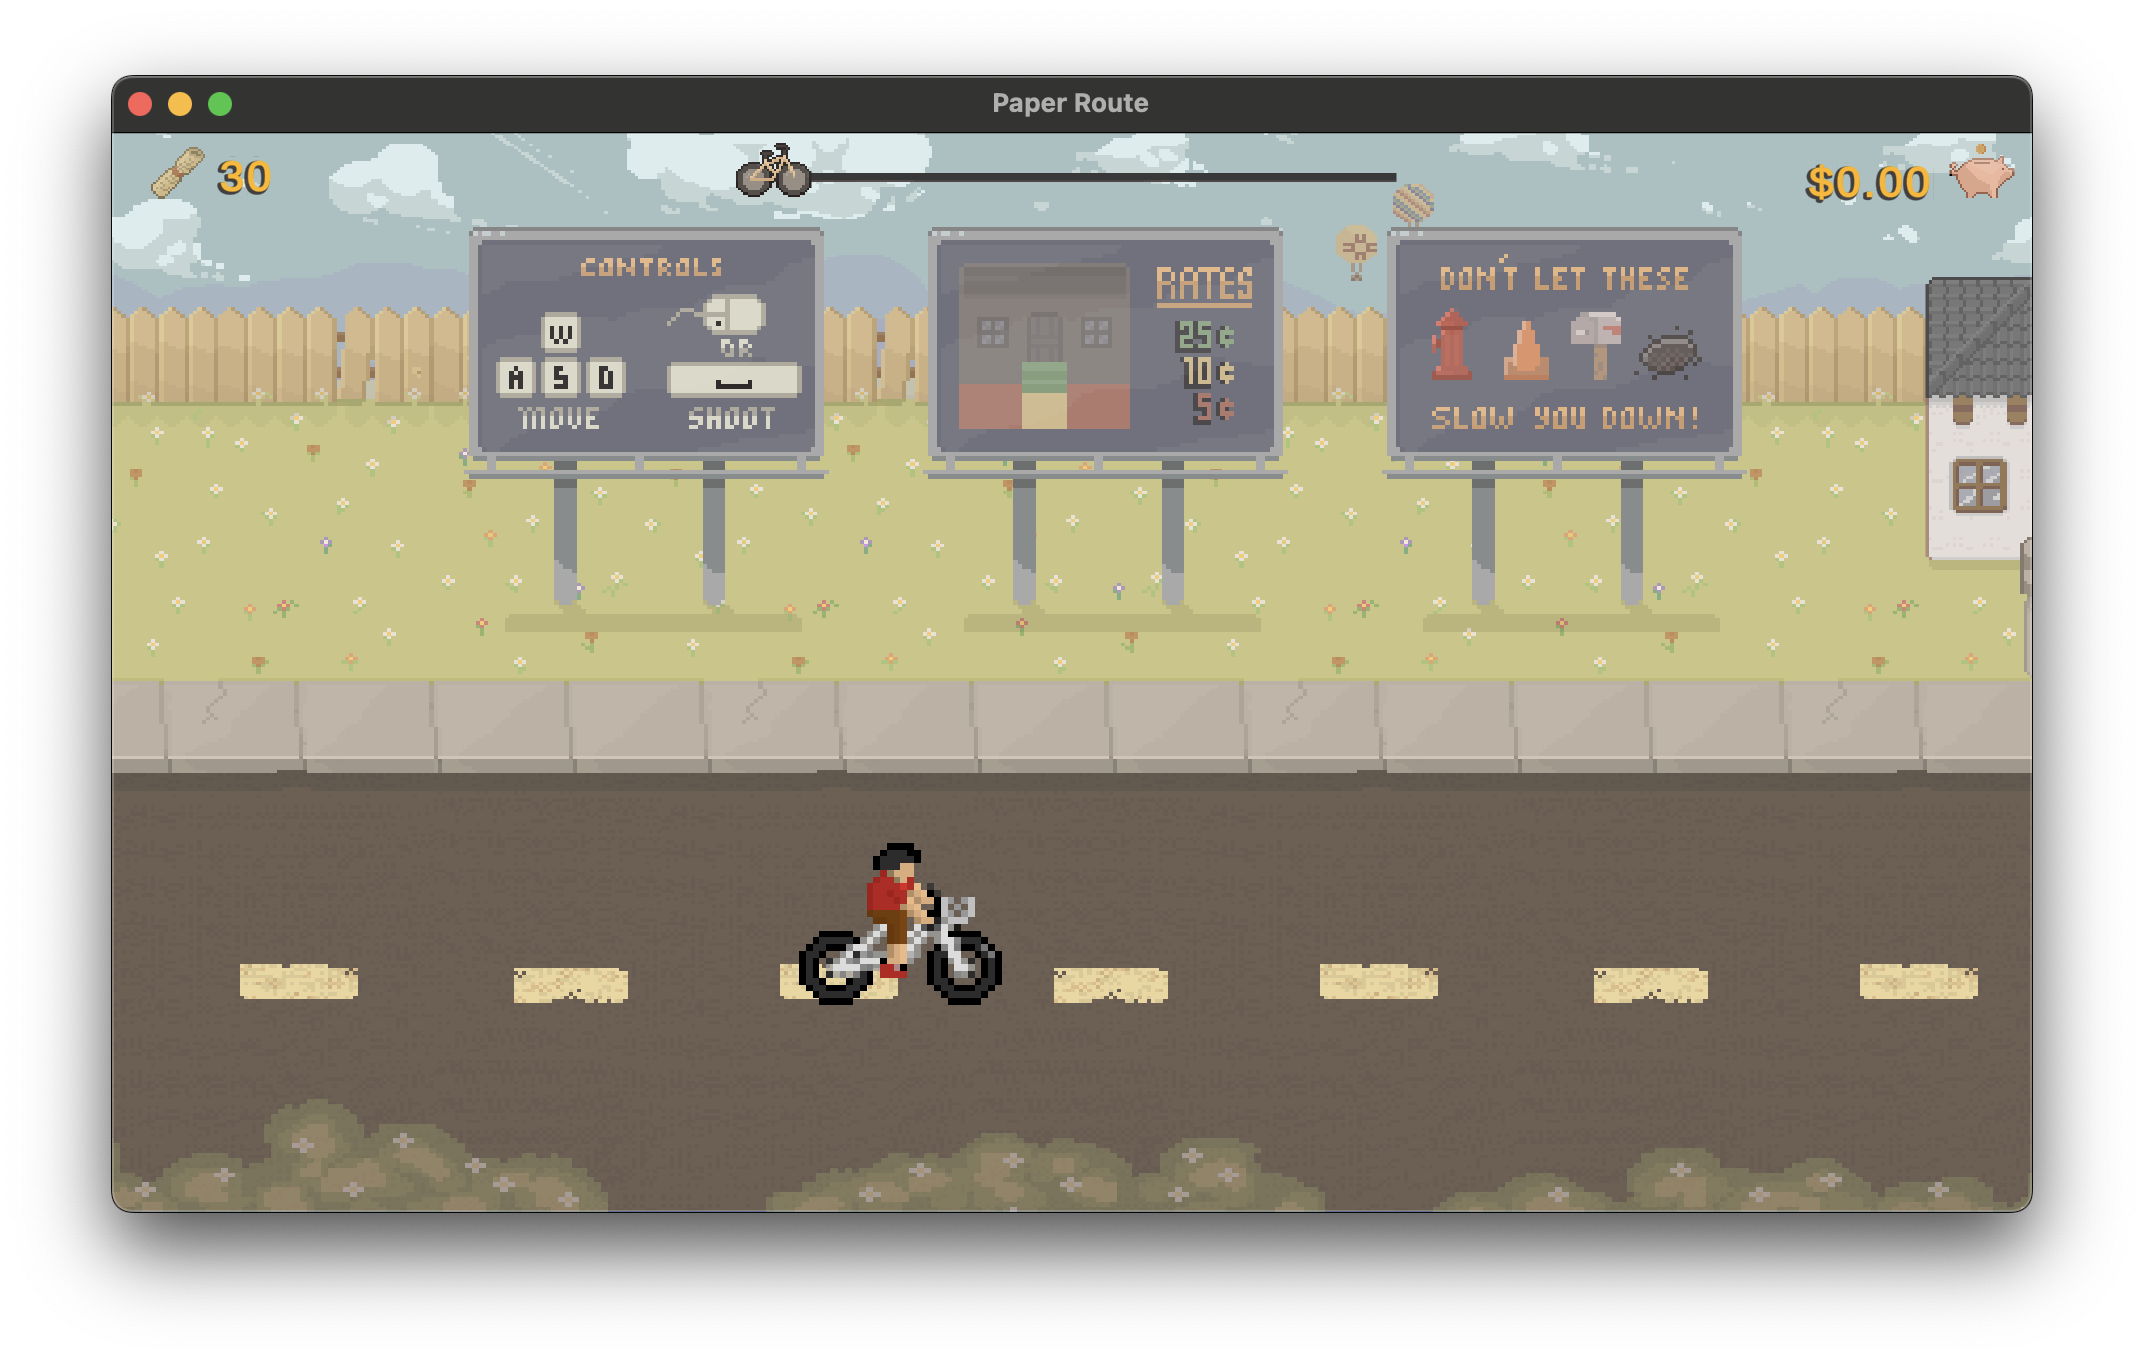 Paper Route
30
$0.00
CONTROLS
W
OR
A S D
MOVE
SHOOT
RATES
25¢
10¢
5¢
DON'T LET THESE
SLOW YOU DOWN!